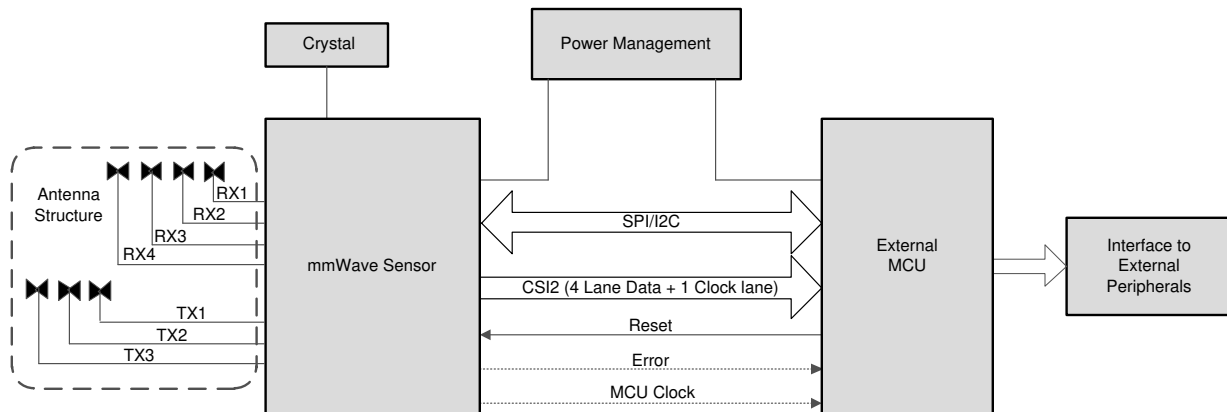 Crystal
Power Management
Antenna
Structure
RX1
RX2
RX3
RX4
TX1
TX2
TX3
mmWave Sensor
SPI/I2C
CSI2 (4 Lane Data + 1 Clock lane)
Reset
Error
MCU Clock
External
MCU
Interface to
External
Peripherals